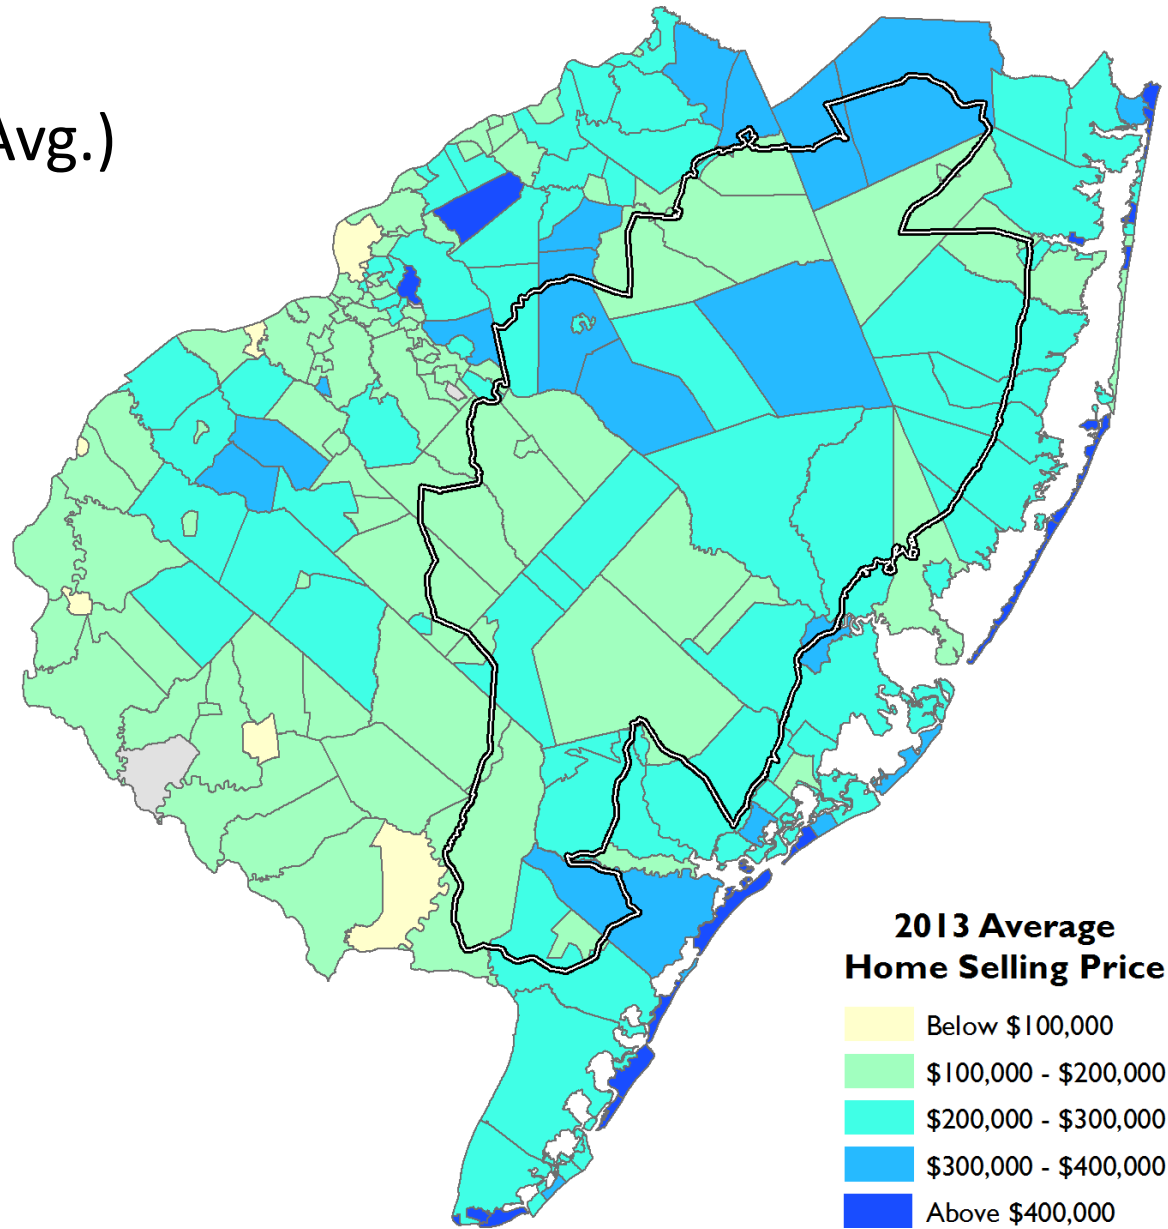 Avg.)
2013 Average
Home Selling Price
Below $100,000
$100,000 - $200,000
$200,000 - $300,000
$300,000 - $400,000
Above $400,000